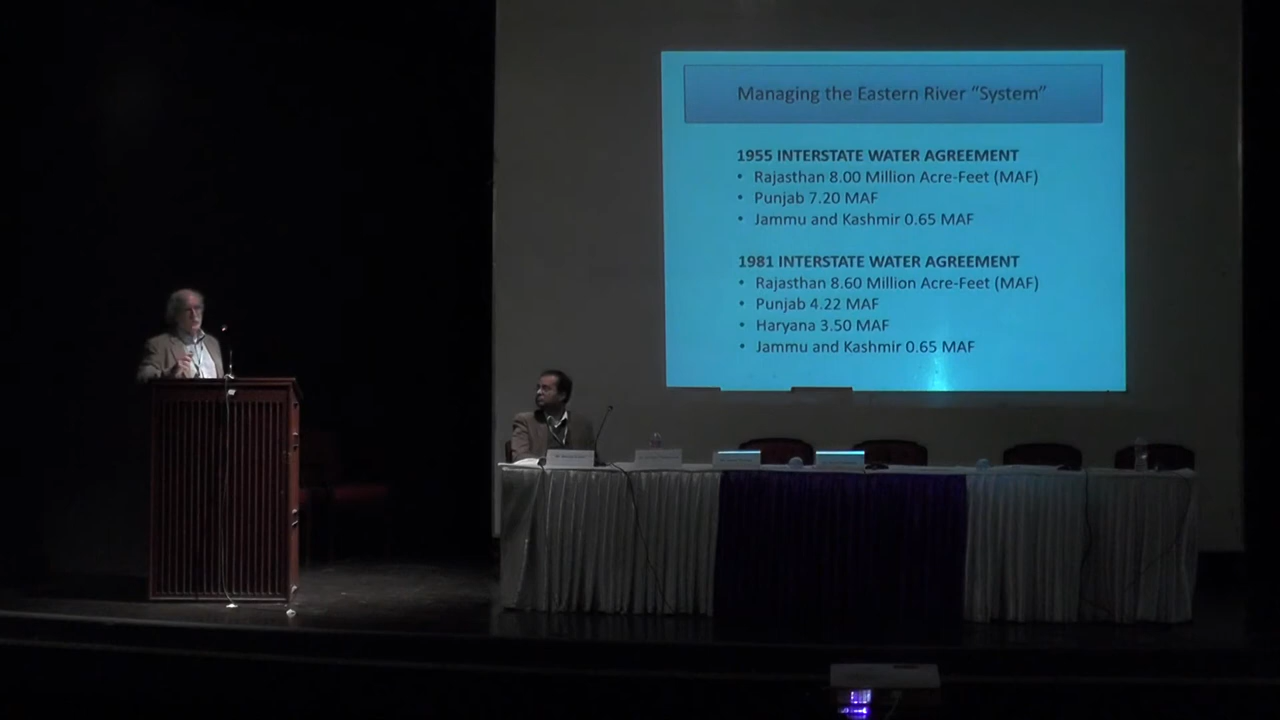 Managing the Eastern River “System”
1955 INTERSTATE WATER AGREEMENT
• Rajasthan 8.00 Million Acre-Feet (MAF)
• Punjab 7.20 MAF
• Jammu and Kashmir 0.65 MAF
1981 INTERSTATE WATER AGREEMENT
• Rajasthan 8.60 Million Acre-Feet (MAF)
• Punjab 4.22 MAF
• Haryana 3.50 MAF
• Jammu and Kashmir 0.65 MAF